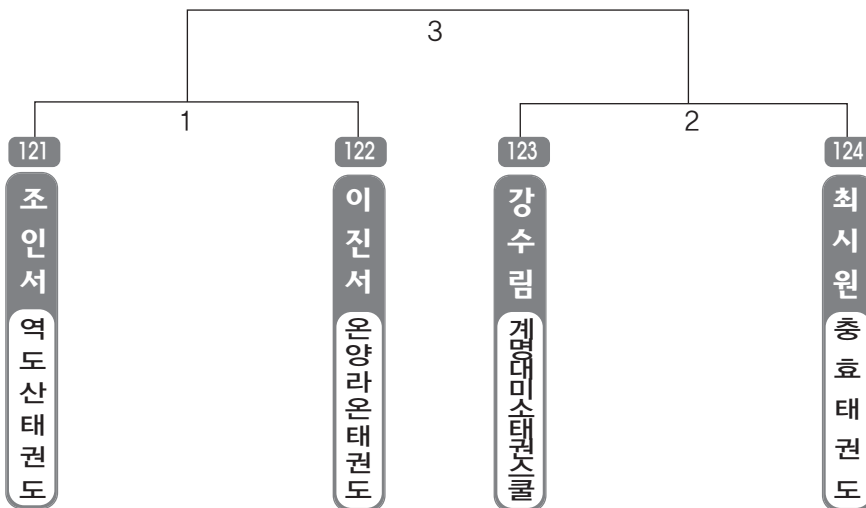 3
1
2
121
122
123
124
조인서
이진서
강수림
최시원
역도산태권도
온양라온태권도
계명대미소태권스쿨
충효태권도